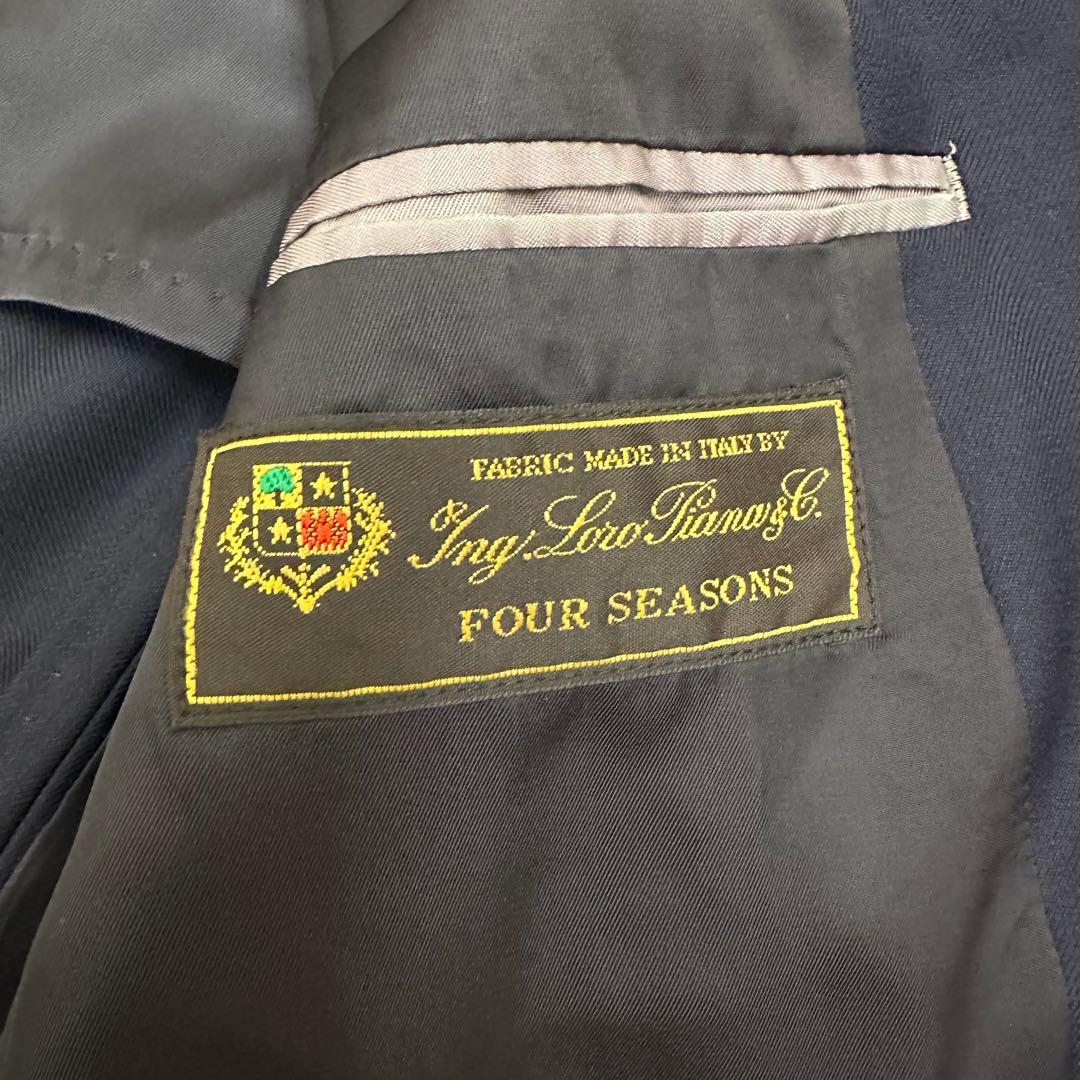 FABRIC MADE IN ITALY BY
Ing. Loro Piana & C.
FOUR SEASONS